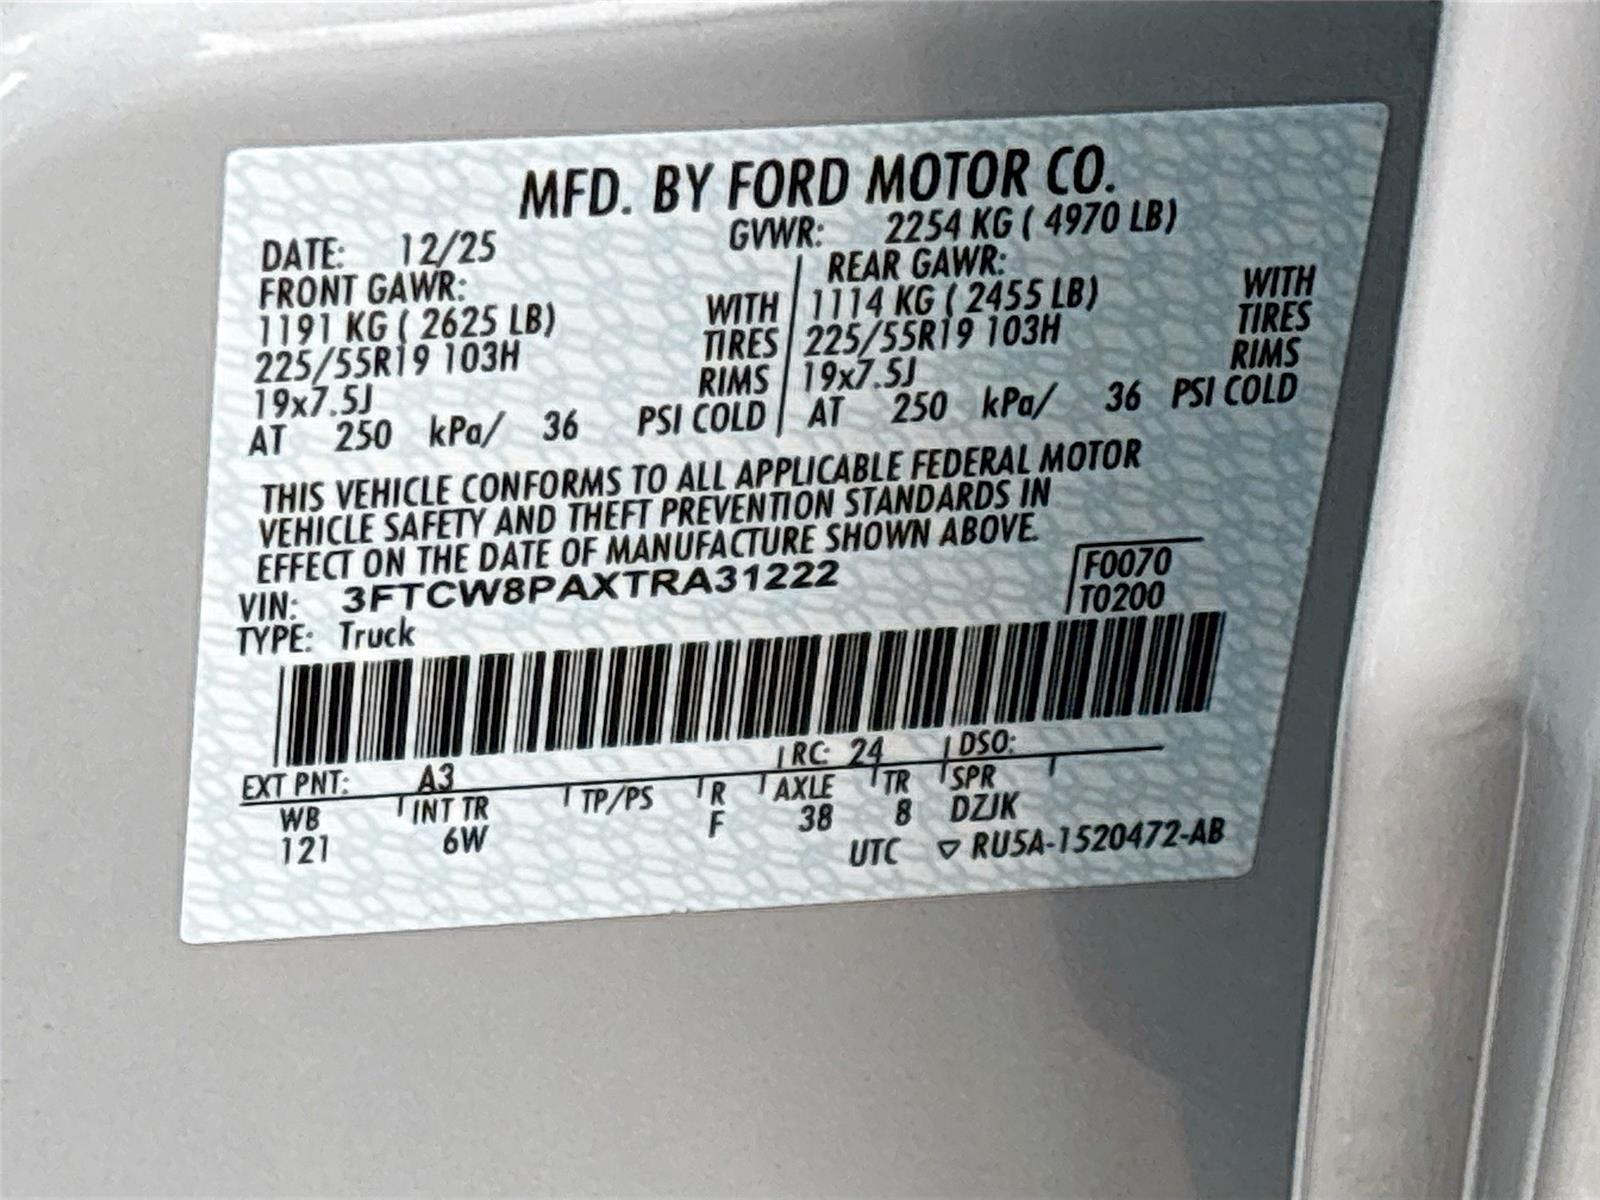 MFD. BY FORD MOTOR CO.
DATE: 12/25 GVWR: 2254 KG ( 4970 LB)
FRONT GAWR: REAR GAWR:
1191 KG ( 2625 LB) WITH 1114 KG ( 2455 LB) WITH
225/55R19 103H TIRES 225/55R19 103H TIRES
19x7.5J RIMS 19x7.5J RIMS
AT 250 kPa/ 36 PSI COLD AT 250 kPa/ 36 PSI COLD
THIS VEHICLE CONFORMS TO ALL APPLICABLE FEDERAL MOTOR
VEHICLE SAFETY AND THEFT PREVENTION STANDARDS IN
EFFECT ON THE DATE OF MANUFACTURE SHOWN ABOVE.
VIN: 3FTCW8PAXTRA31222 F0070
TYPE: Truck T0200
EXT PNT: A3 RC: 24 DSO:
WB INT TR TP/PS R AXLE TR SPR
121 6W F 38 8 DZJK
UTC ▽ RU5A-1520472-AB